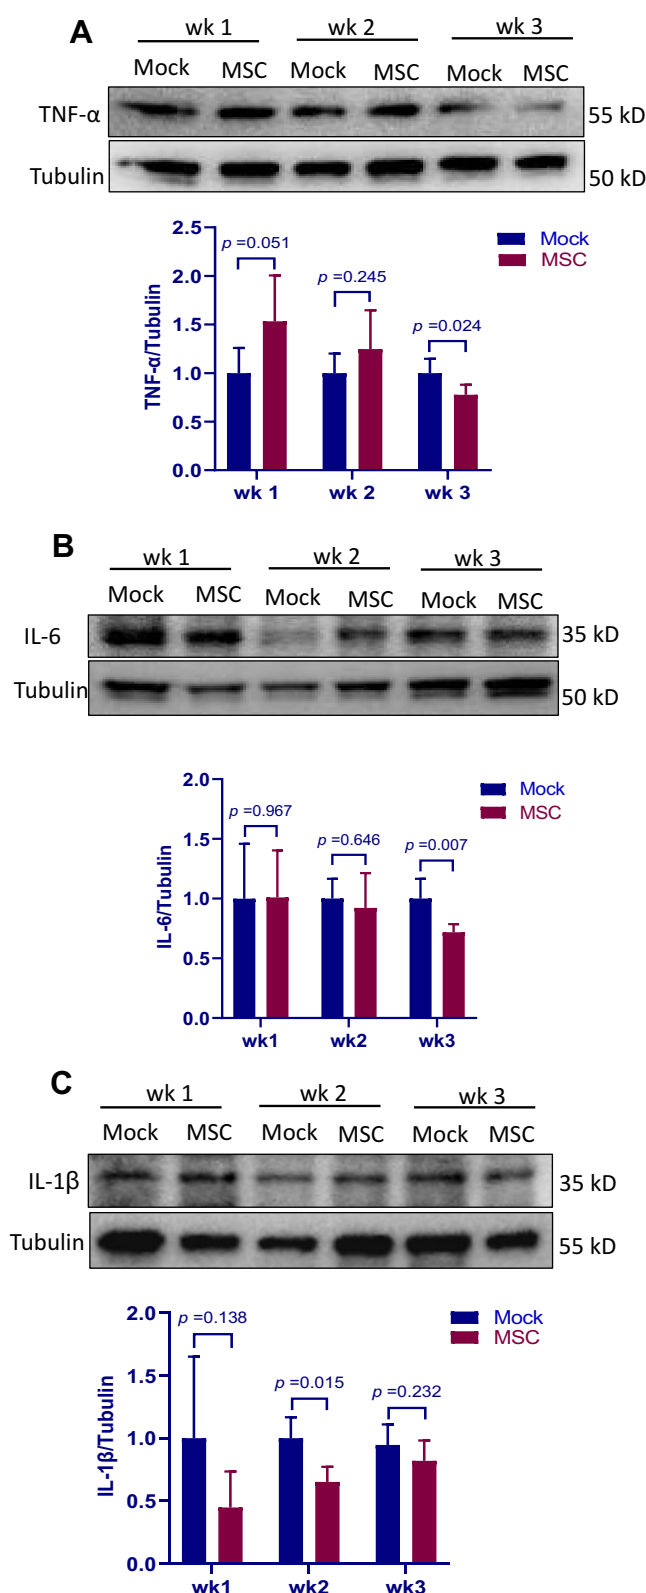 A
wk 1 wk 2 wk 3
Mock MSC Mock MSC Mock MSC
TNF-α 55 kD
Tubulin 50 kD
2.5
2.0
1.5
1.0
0.5
0.0
TNF-α/Tubulin
p =0.051
p =0.245
p =0.024
Mock
MSC
wk 1 wk 2 wk 3
B
wk 1 wk 2 wk 3
Mock MSC Mock MSC Mock MSC
IL-6 35 kD
Tubulin 50 kD
2.0
1.5
1.0
0.5
0.0
IL-6/Tubulin
p =0.967
p =0.646
p =0.007
Mock
MSC
wk1 wk2 wk3
C
wk 1 wk 2 wk 3
Mock MSC Mock MSC Mock MSC
IL-1β 35 kD
Tubulin 55 kD
2.0
1.5
1.0
0.5
0.0
IL-1β/Tubulin
p =0.138
p =0.015
p =0.232
Mock
MSC
wk1 wk2 wk3